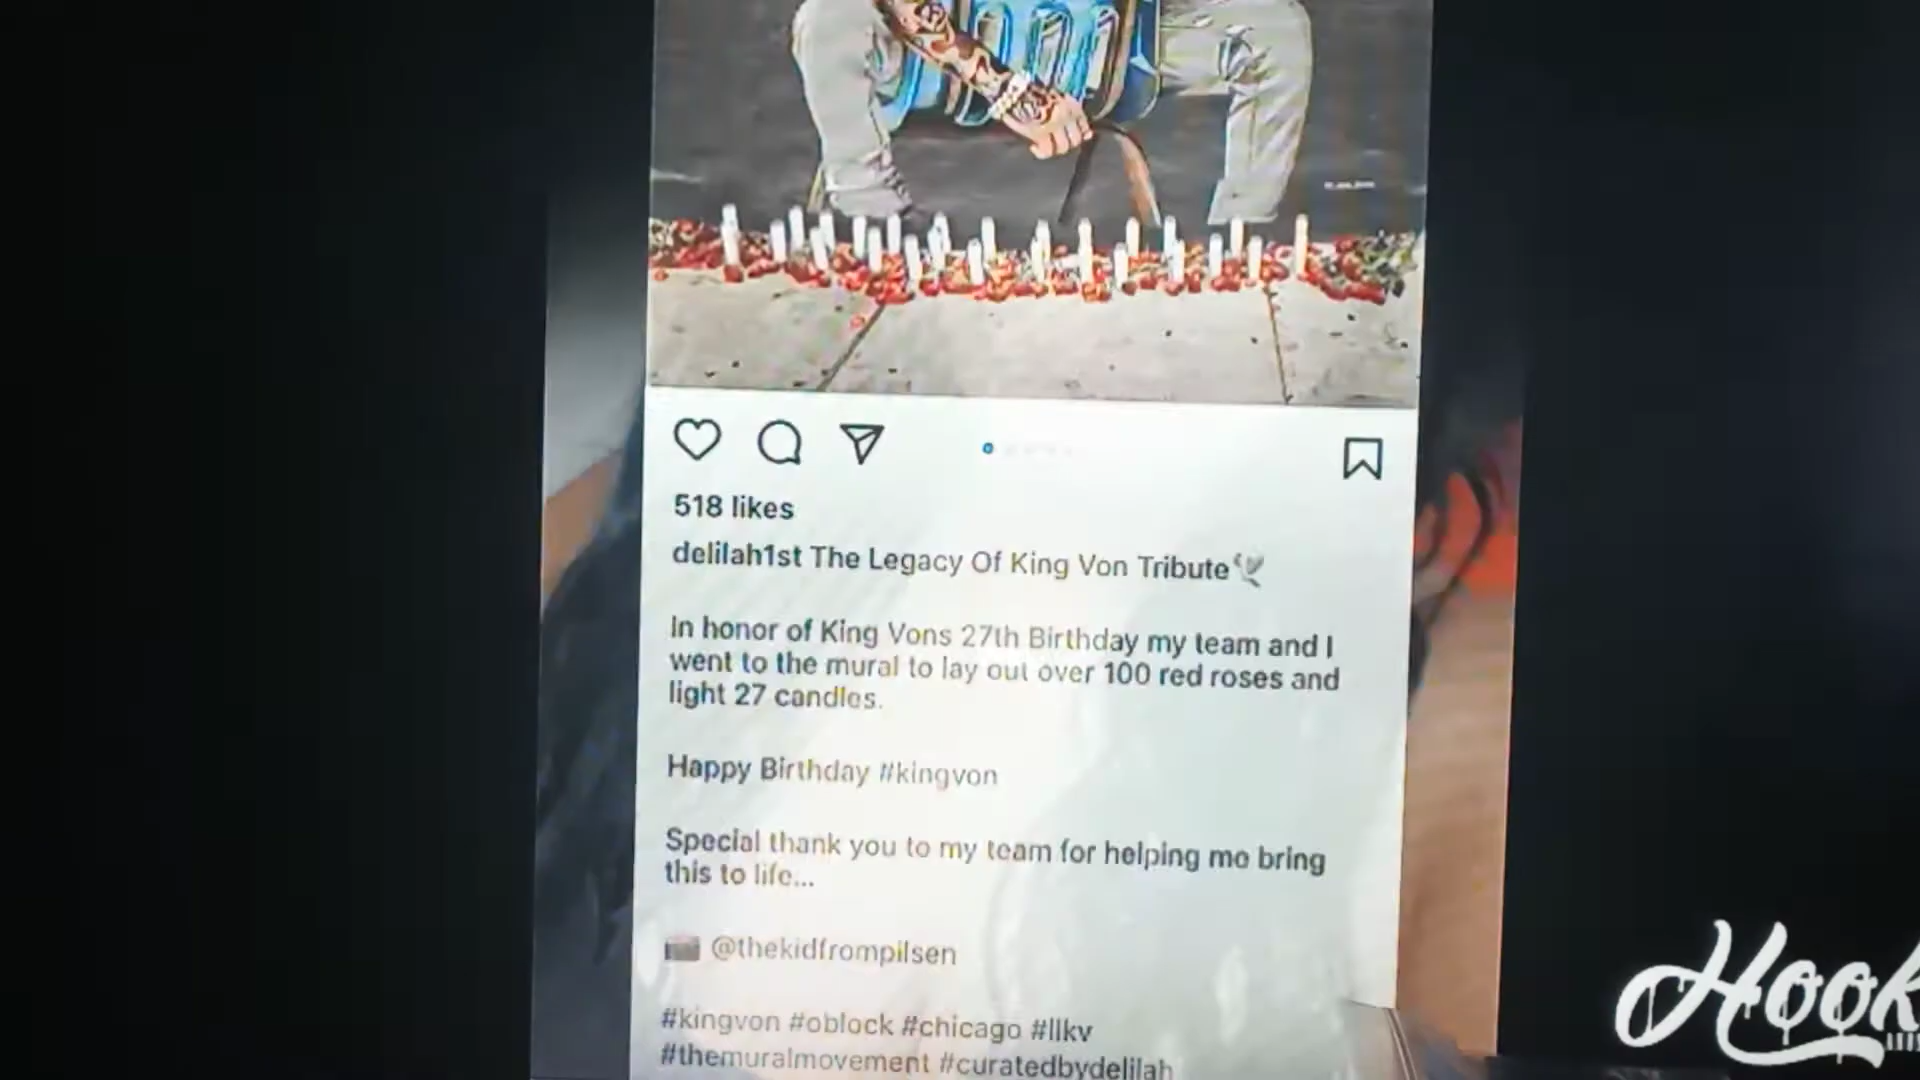 518 likes
delilah1st The Legacy Of King Von Tribute🕊
In honor of King Vons 27th Birthday my team and I
went to the mural to lay out over 100 red roses and
light 27 candles.
Happy Birthday #kingvon
Special thank you to my team for helping me bring
this to life...
📷 @thekidfrompilsen
#kingvon #oblock #chicago #llkv
#themuralmovement #curatedbydelilah
Hook